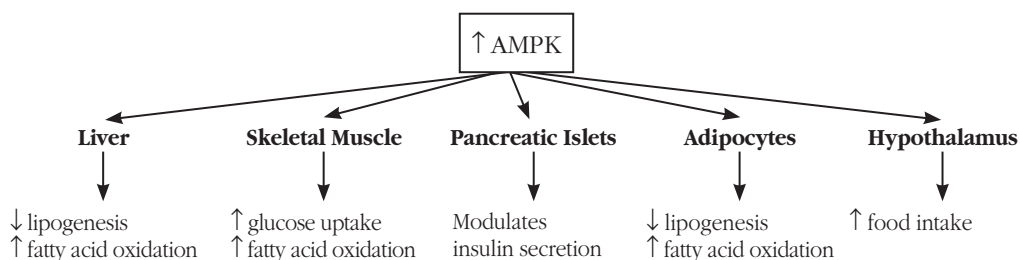 ↑ AMPK
Liver
Skeletal Muscle
Pancreatic Islets
Adipocytes
Hypothalamus
↓ lipogenesis
↑ fatty acid oxidation
↑ glucose uptake
↑ fatty acid oxidation
Modulates
insulin secretion
↓ lipogenesis
↑ fatty acid oxidation
↑ food intake